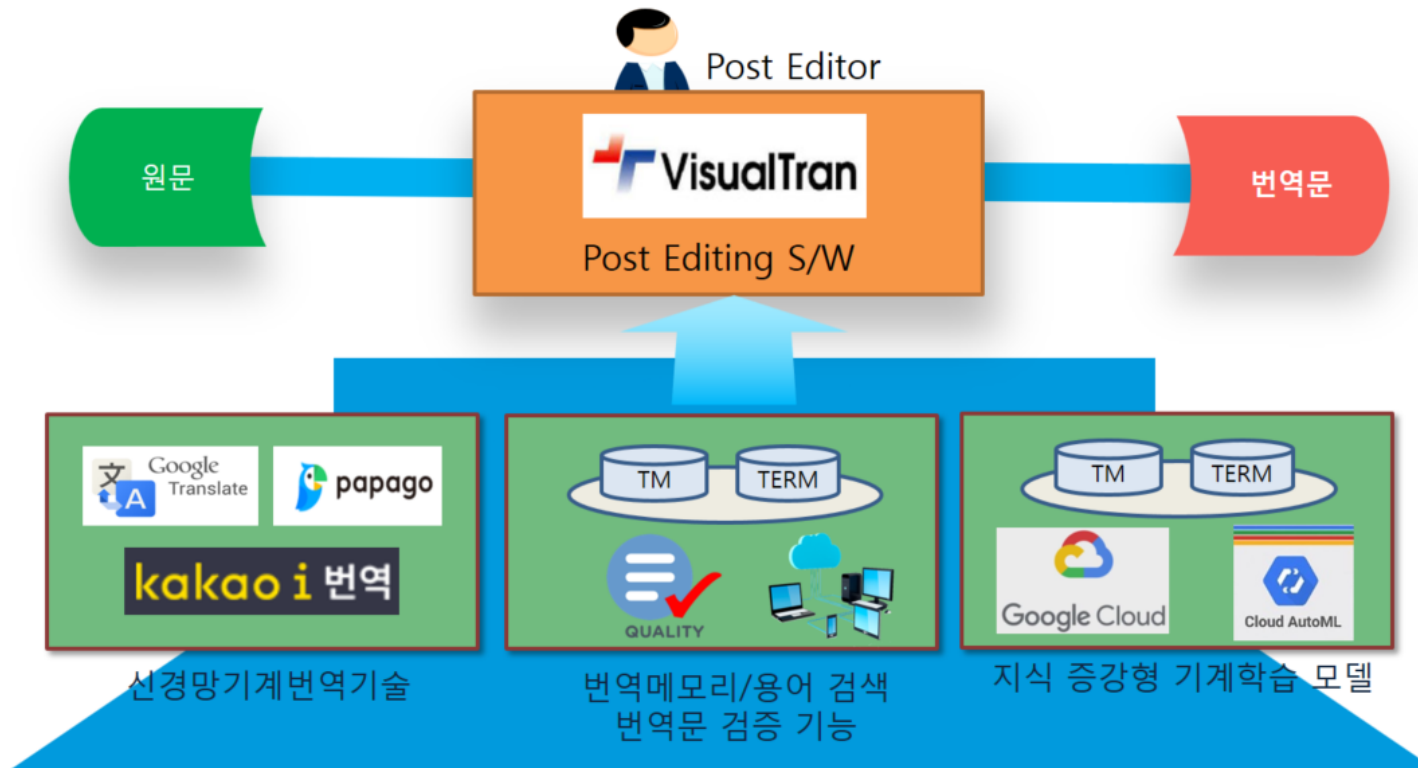 Post Editor
원문
VisualTran
번역문
Post Editing S/W
文
A
Google
Translate
papago
kakao i 번역
TM
TERM
QUALITY
TM
TERM
Google Cloud
Cloud AutoML
신경망기계번역기술
번역메모리/용어 검색
번역문 검증 기능
지식 증강형 기계학습 모델